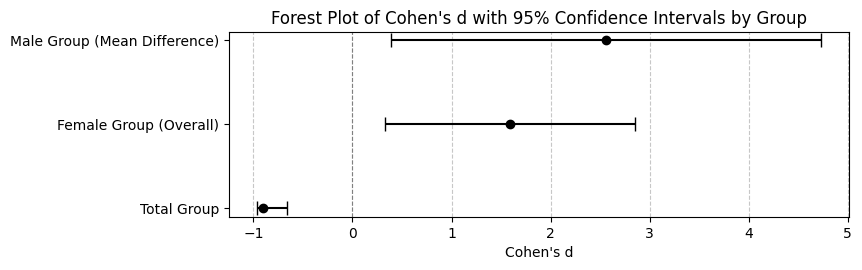 Forest Plot of Cohen's d with 95% Confidence Intervals by Group
Male Group (Mean Difference)
Female Group (Overall)
Total Group
−1 0 1 2 3 4 5
Cohen's d